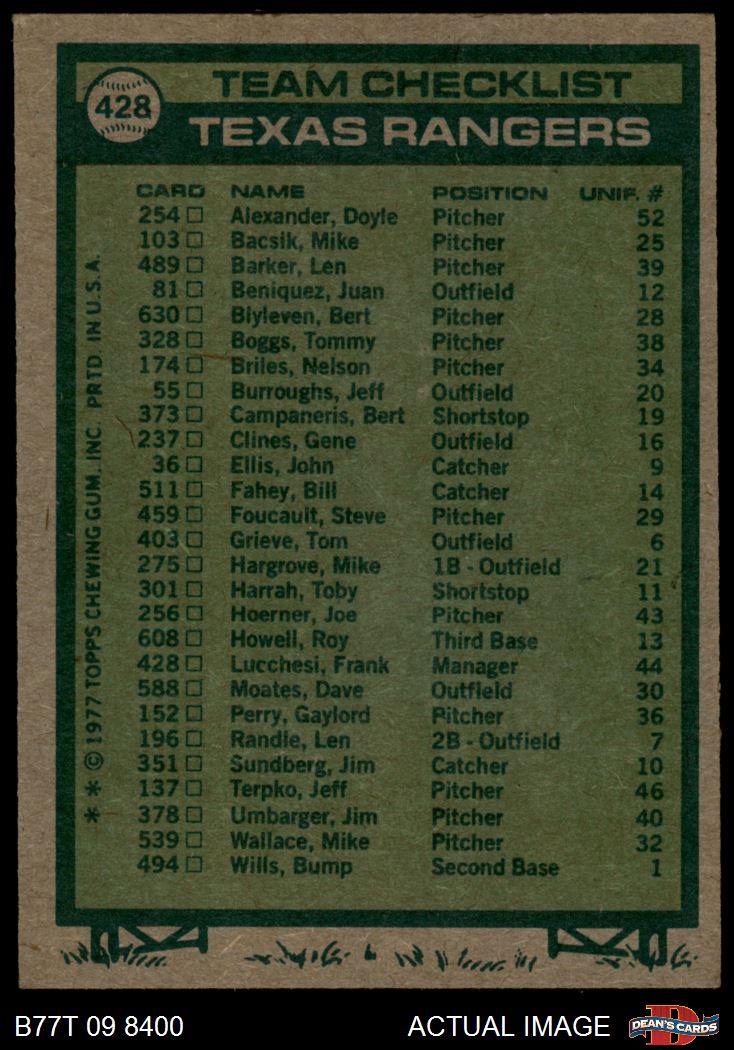 428
TEAM CHECKLIST
TEXAS RANGERS
CARD NAME POSITION UNIF. #
254 □ Alexander, Doyle Pitcher 52
103 □ Bacsik, Mike Pitcher 25
489 □ Barker, Len Pitcher 39
81 □ Beniquez, Juan Outfield 12
630 □ Blyleven, Bert Pitcher 28
328 □ Boggs, Tommy Pitcher 38
174 □ Briles, Nelson Pitcher 34
55 □ Burroughs, Jeff Outfield 20
373 □ Campaneris, Bert Shortstop 19
237 □ Clines, Gene Outfield 16
36 □ Ellis, John Catcher 9
511 □ Fahey, Bill Catcher 14
459 □ Foucault, Steve Pitcher 29
403 □ Grieve, Tom Outfield 6
275 □ Hargrove, Mike 1B - Outfield 21
301 □ Harrah, Toby Shortstop 11
256 □ Hoerner, Joe Pitcher 43
608 □ Howell, Roy Third Base 13
428 □ Lucchesi, Frank Manager 44
588 □ Moates, Dave Outfield 30
152 □ Perry, Gaylord Pitcher 36
196 □ Randle, Len 2B - Outfield 7
351 □ Sundberg, Jim Catcher 10
137 □ Terpko, Jeff Pitcher 46
378 □ Umbarger, Jim Pitcher 40
539 □ Wallace, Mike Pitcher 32
494 □ Wills, Bump Second Base 1
* * © 1977 TOPPS CHEWING GUM, INC. PRTD. IN U.S.A.
B77T 09 8400 ACTUAL IMAGE
D
DEAN'S CARDS